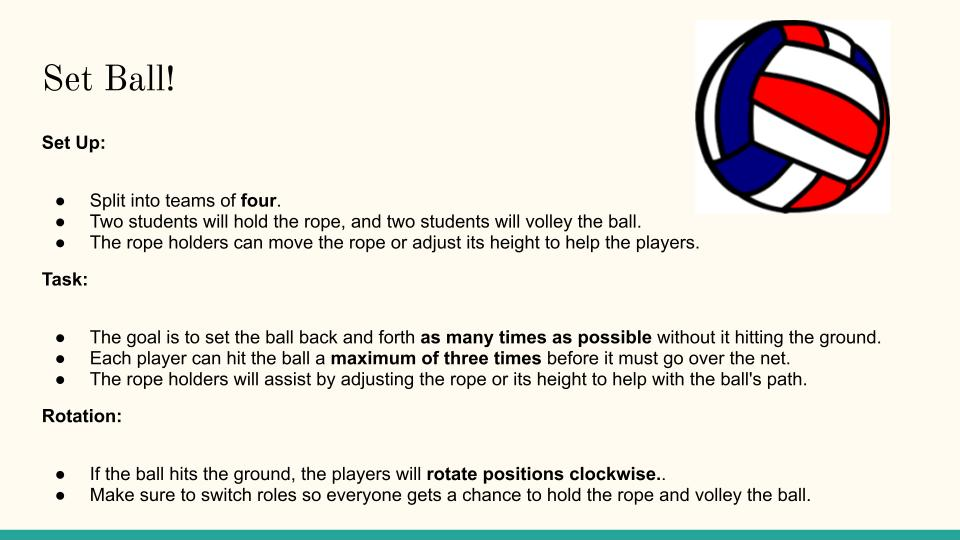 Set Ball!
Set Up:
● Split into teams of four.
● Two students will hold the rope, and two students will volley the ball.
● The rope holders can move the rope or adjust its height to help the players.
Task:
● The goal is to set the ball back and forth as many times as possible without it hitting the ground.
● Each player can hit the ball a maximum of three times before it must go over the net.
● The rope holders will assist by adjusting the rope or its height to help with the ball's path.
Rotation:
● If the ball hits the ground, the players will rotate positions clockwise..
● Make sure to switch roles so everyone gets a chance to hold the rope and volley the ball.